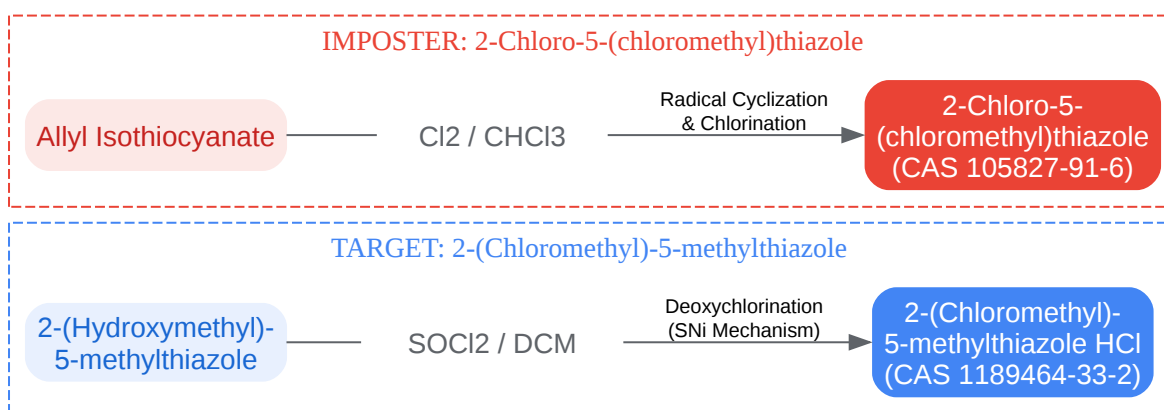 IMPOSTER: 2-Chloro-5-(chloromethyl)thiazole
Allyl Isothiocyanate
Cl2 / CHCl3
Radical Cyclization
& Chlorination
2-Chloro-5-
(chloromethyl)thiazole
(CAS 105827-91-6)
TARGET: 2-(Chloromethyl)-5-methylthiazole
2-(Hydroxymethyl)-
5-methylthiazole
SOCl2 / DCM
Deoxychlorination
(SNi Mechanism)
2-(Chloromethyl)-
5-methylthiazole HCl
(CAS 1189464-33-2)